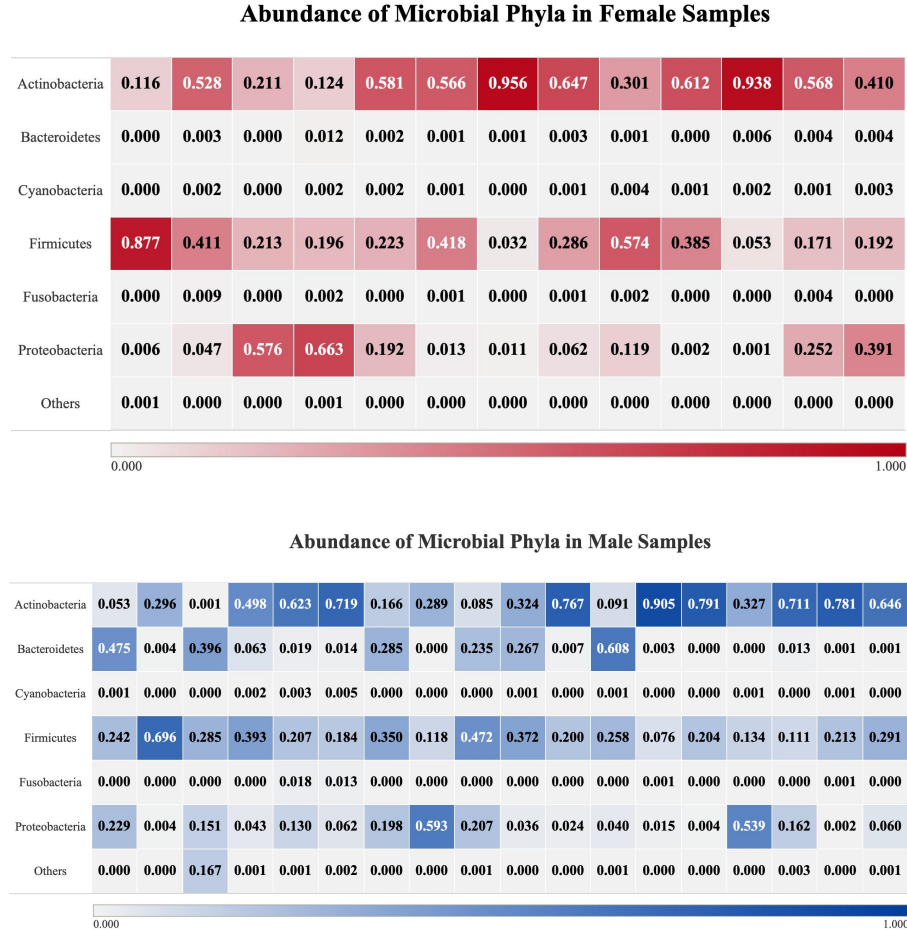 Abundance of Microbial Phyla in Female Samples
Actinobacteria 0.116 0.528 0.211 0.124 0.581 0.566 0.956 0.647 0.301 0.612 0.938 0.568 0.410
Bacteroidetes 0.000 0.003 0.000 0.012 0.002 0.001 0.001 0.003 0.001 0.000 0.006 0.004 0.004
Cyanobacteria 0.000 0.002 0.000 0.002 0.002 0.001 0.000 0.001 0.004 0.001 0.002 0.001 0.003
Firmicutes 0.877 0.411 0.213 0.196 0.223 0.418 0.032 0.286 0.574 0.385 0.053 0.171 0.192
Fusobacteria 0.000 0.009 0.000 0.002 0.000 0.001 0.000 0.001 0.002 0.000 0.000 0.004 0.000
Proteobacteria 0.006 0.047 0.576 0.663 0.192 0.013 0.011 0.062 0.119 0.002 0.001 0.252 0.391
Others 0.001 0.000 0.000 0.001 0.000 0.000 0.000 0.000 0.000 0.000 0.000 0.000 0.000
0.000 1.000
Abundance of Microbial Phyla in Male Samples
Actinobacteria 0.053 0.296 0.001 0.498 0.623 0.719 0.166 0.289 0.085 0.324 0.767 0.091 0.905 0.791 0.327 0.711 0.781 0.646
Bacteroidetes 0.475 0.004 0.396 0.063 0.019 0.014 0.285 0.000 0.235 0.267 0.007 0.608 0.003 0.000 0.000 0.013 0.001 0.001
Cyanobacteria 0.001 0.000 0.000 0.002 0.003 0.005 0.000 0.000 0.001 0.000 0.000 0.001 0.000 0.000 0.001 0.000 0.001 0.000
Firmicutes 0.242 0.696 0.285 0.393 0.207 0.184 0.350 0.118 0.472 0.372 0.200 0.258 0.076 0.204 0.134 0.111 0.213 0.291
Fusobacteria 0.000 0.000 0.000 0.000 0.018 0.013 0.000 0.000 0.000 0.000 0.000 0.000 0.001 0.000 0.000 0.000 0.001 0.000
Proteobacteria 0.229 0.004 0.151 0.043 0.130 0.062 0.198 0.593 0.207 0.036 0.024 0.040 0.015 0.004 0.539 0.162 0.002 0.060
Others 0.000 0.000 0.167 0.001 0.001 0.002 0.000 0.000 0.001 0.000 0.000 0.001 0.000 0.000 0.000 0.003 0.000 0.001
0.000 1.000